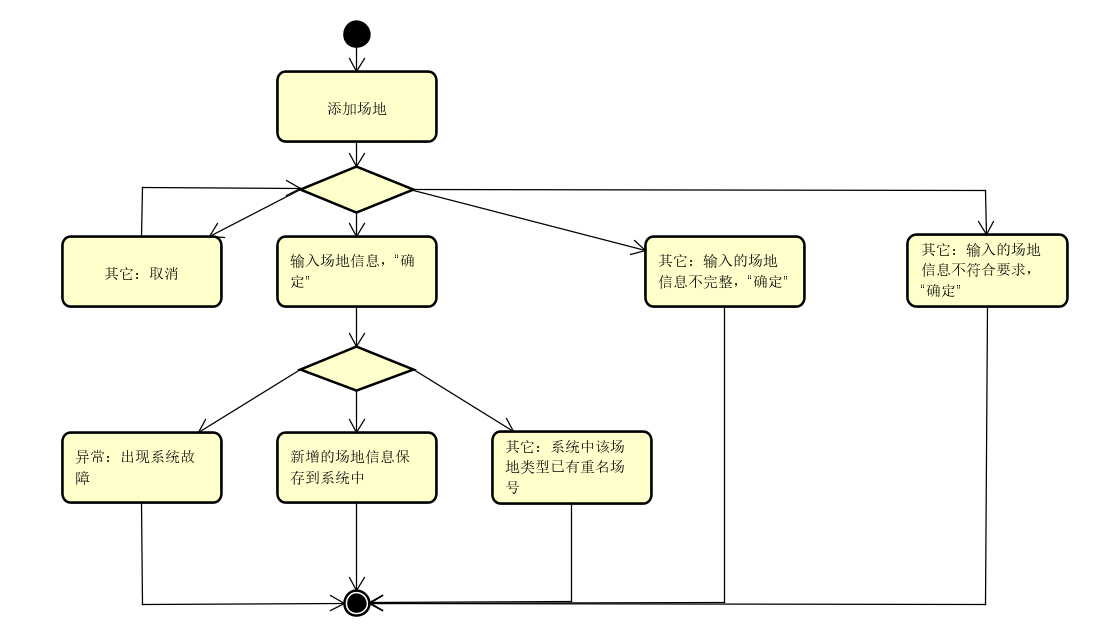 添加场地
其它：取消
输入场地信息，“确
定”
其它：输入的场地
信息不完整，“确定”
其它：输入的场地
信息不符合要求，
“确定”
异常：出现系统故
障
新增的场地信息保
存到系统中
其它：系统中该场
地类型已有重名场
号